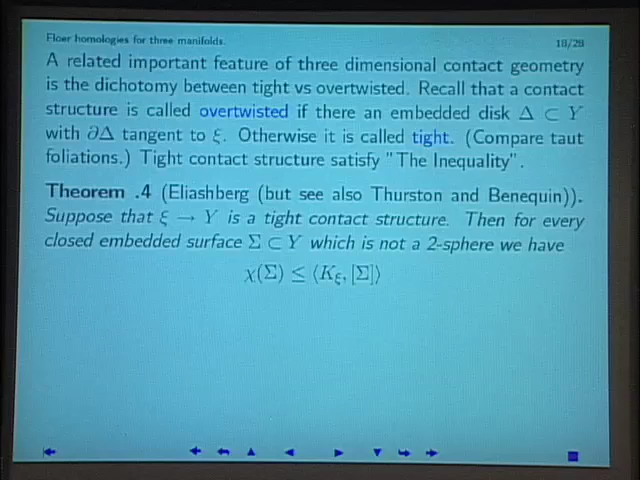 Floer homologies for three manifolds.
18/29
A related important feature of three dimensional contact geometry
is the dichotomy between tight vs overtwisted. Recall that a contact
structure is called overtwisted if there an embedded disk Δ ⊂ Y
with ∂Δ tangent to ξ. Otherwise it is called tight. (Compare taut
foliations.) Tight contact structure satisfy "The Inequality".
Theorem .4 (Eliashberg (but see also Thurston and Benequin)).
Suppose that ξ → Y is a tight contact structure. Then for every
closed embedded surface Σ ⊂ Y which is not a 2-sphere we have
χ(Σ) ≤ ⟨K_ξ, [Σ]⟩